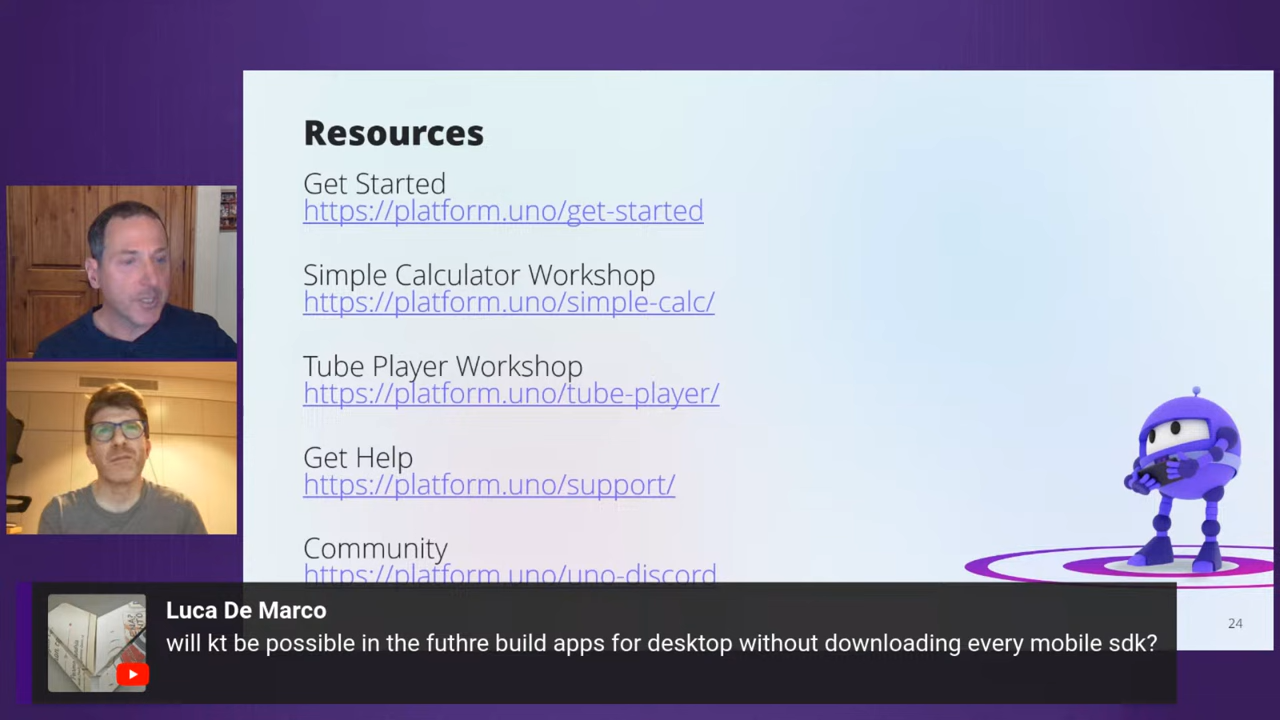 Resources
Get Started
https://platform.uno/get-started
Simple Calculator Workshop
https://platform.uno/simple-calc/
Tube Player Workshop
https://platform.uno/tube-player/
Get Help
https://platform.uno/support/
Community
https://platform.uno/uno-discord
24
Luca De Marco
will kt be possible in the futhre build apps for desktop without downloading every mobile sdk?